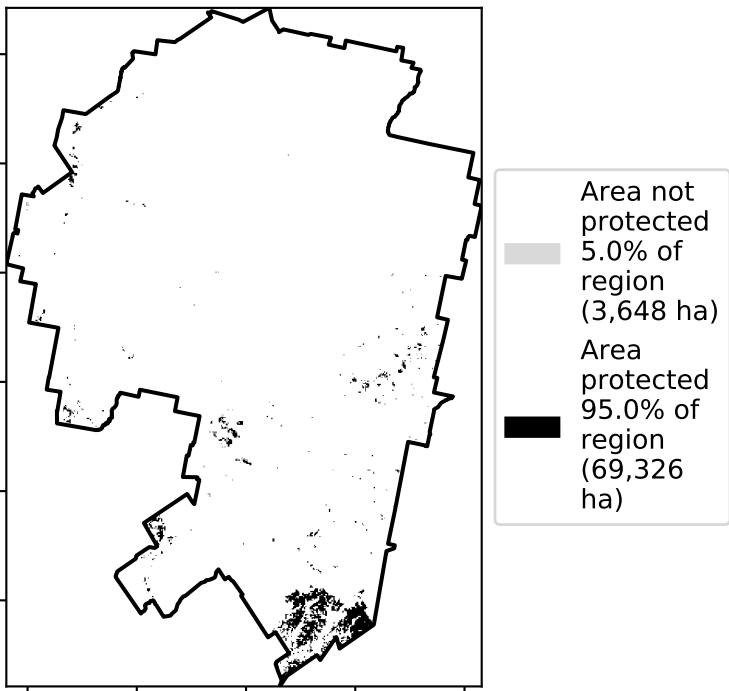 Area not
protected
5.0% of
region
(3,648 ha)
Area
protected
95.0% of
region
(69,326
ha)